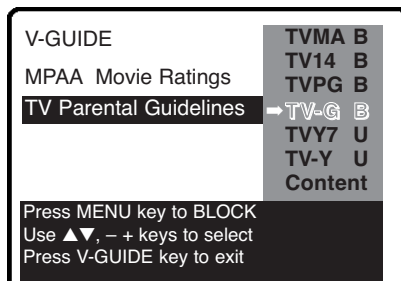 V-GUIDE
MPAA Movie Ratings
TV Parental Guidelines
TVMA B
TV14 B
TVPG B
➡TV-G B
TVY7 U
TV-Y U
Content
Press MENU key to BLOCK
Use ▲▼, – + keys to select
Press V-GUIDE key to exit